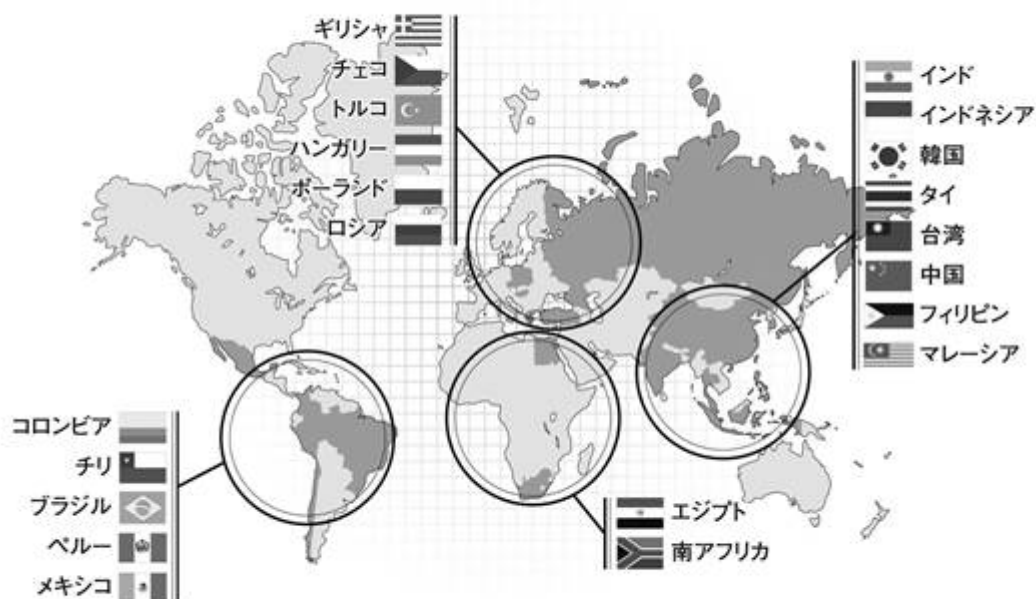 ギリシャ
チェコ
トルコ
ハンガリー
ポーランド
ロシア
インド
インドネシア
韓国
タイ
台湾
中国
フィリピン
マレーシア
コロンビア
チリ
ブラジル
ペルー
メキシコ
エジプト
南アフリカ